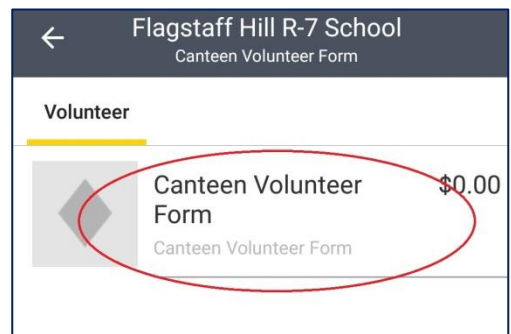 Flagstaff Hill R-7 School
Canteen Volunteer Form
Volunteer
Canteen Volunteer $0.00
Form
Canteen Volunteer Form